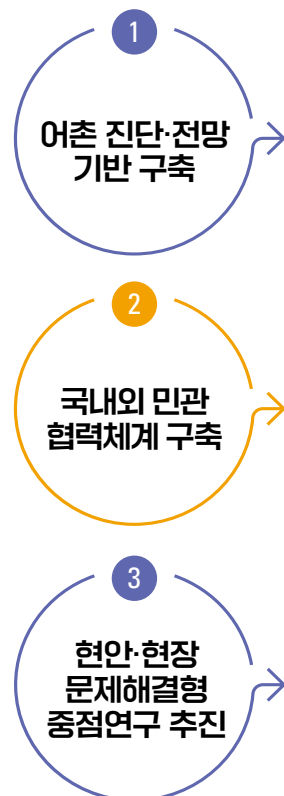 1
어촌 진단·전망
기반 구축
2
국내외 민관
협력체계 구축
3
현안·현장
문제해결형
중점연구 추진